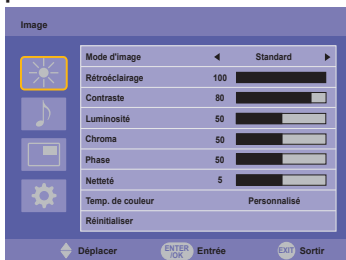 Image
Mode d'image Standard
Rétroéclairage 100
Contraste 80
Luminosité 50
Chroma 50
Phase 50
Netteté 5
Temp. de couleur Personnalisé
Réinitialiser
Déplacer ENTER /OK Entrée EXIT Sortir